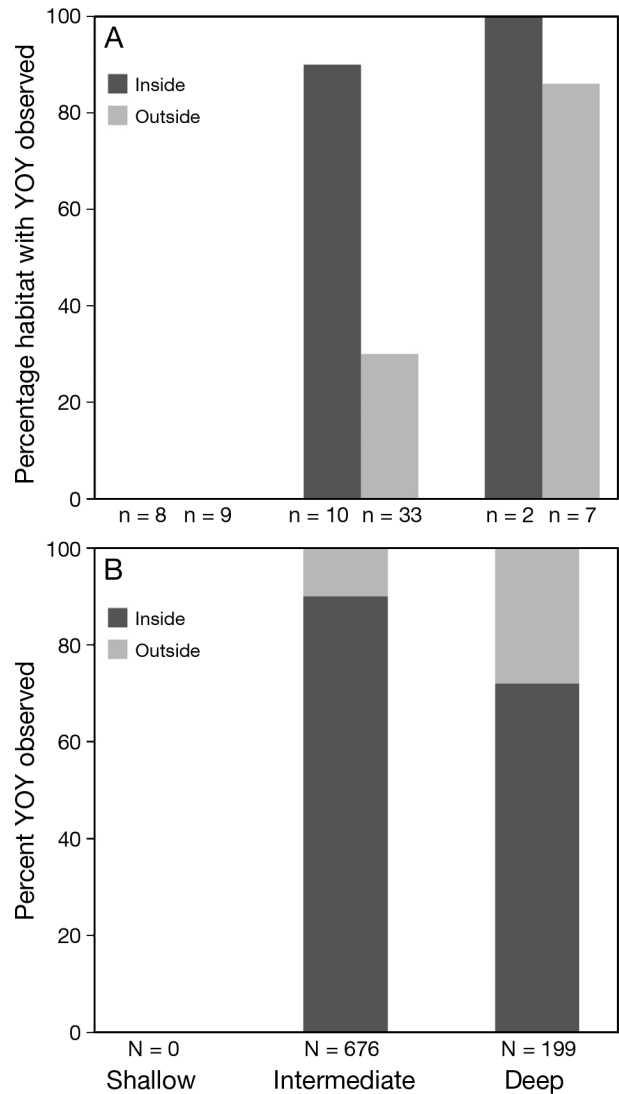 A
Inside
Outside
Percentage habitat with YOY observed
100
80
60
40
20
0
n = 8 n = 9 n = 10 n = 33 n = 2 n = 7
B
Inside
Outside
Percent YOY observed
100
80
60
40
20
0
N = 0 N = 676 N = 199
Shallow Intermediate Deep